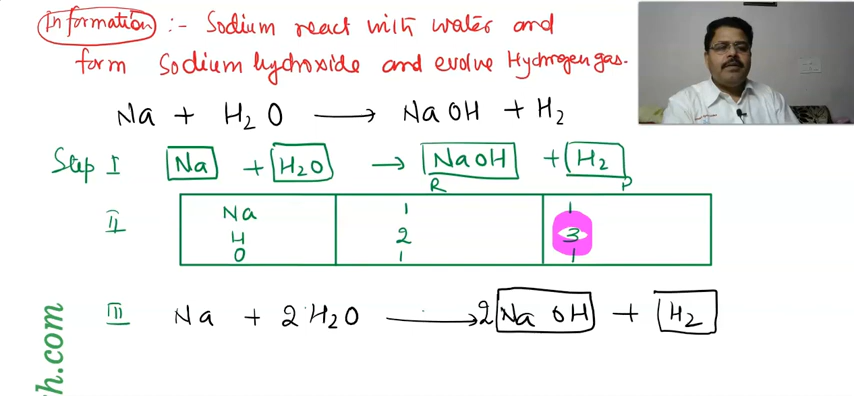 Information :- Sodium react with water and
form Sodium hydroxide and evolve Hydrogen gas.
Na + H2O ⟶ NaOH + H2
Step I Na + H2O → NaOH + H2
R P
II Na 1 1
H 2 3
O 1 1
III Na + 2H2O ⟶ 2NaOH + H2
h.com